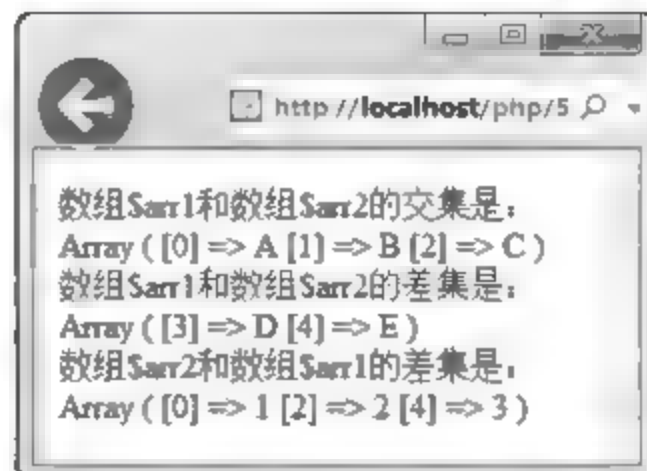 http://localhost/php/5
数组$arr1和数组$arr2的交集是：
Array ( [0] => A [1] => B [2] => C )
数组$arr1和数组$arr2的差集是：
Array ( [3] => D [4] => E )
数组$arr2和数组$arr1的差集是：
Array ( [0] => 1 [2] => 2 [4] => 3 )